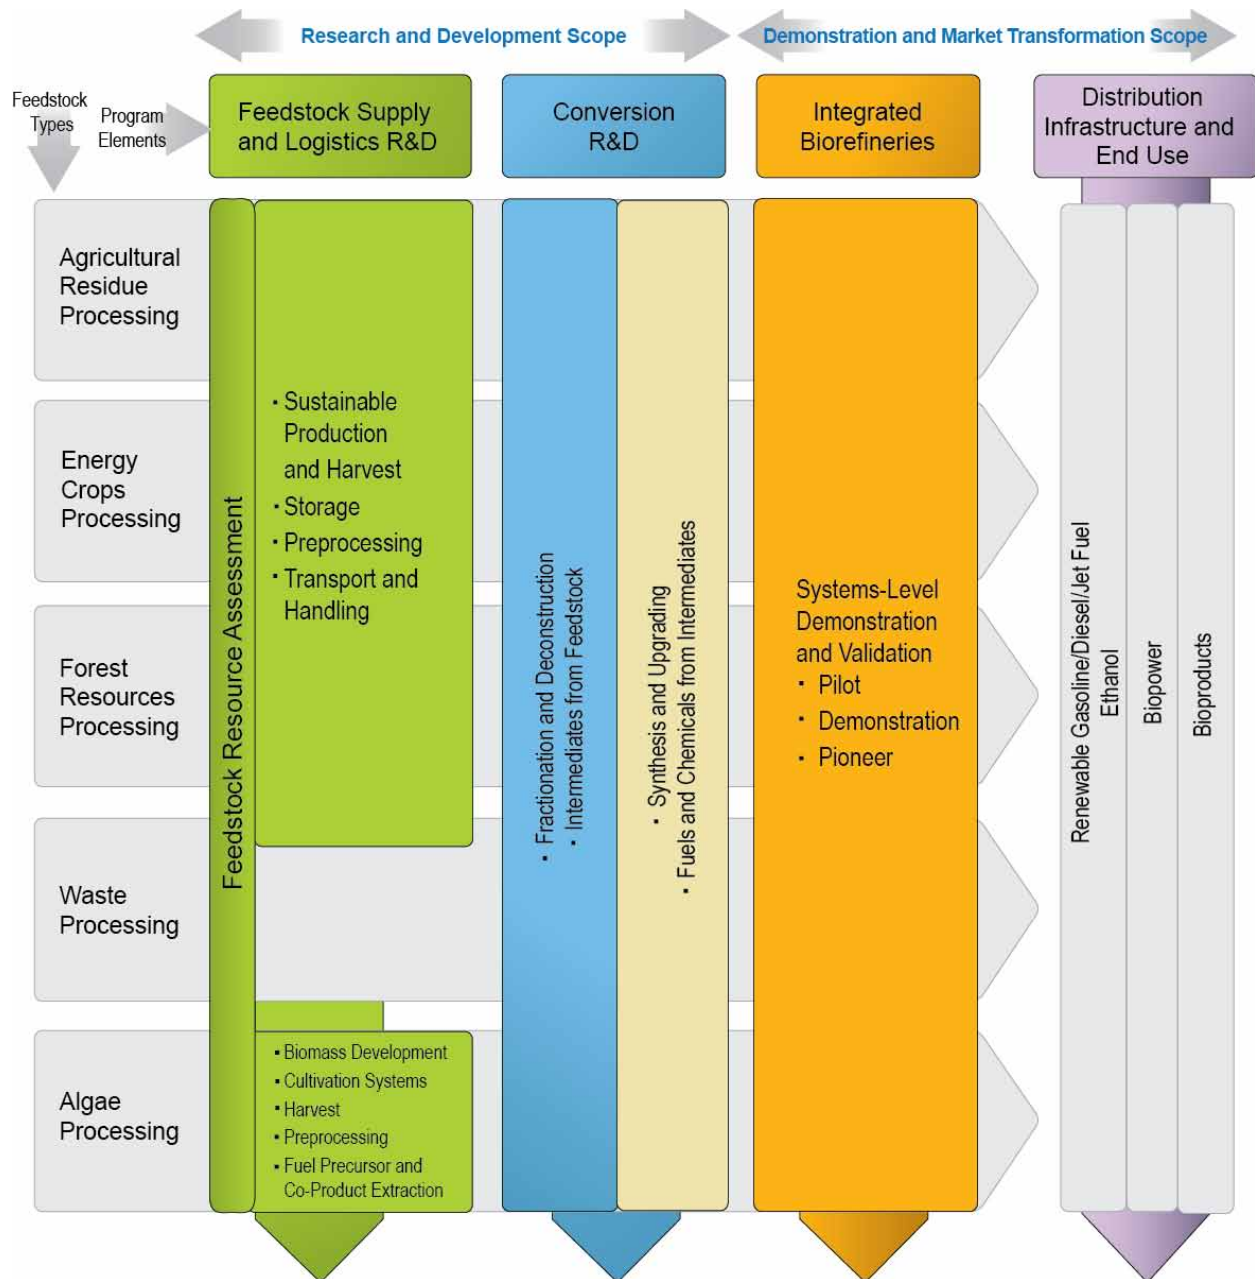 Research and Development Scope
Demonstration and Market Transformation Scope
Feedstock
Types
Program
Elements
Feedstock Supply
and Logistics R&D
Conversion
R&D
Integrated
Biorefineries
Distribution
Infrastructure and
End Use
Agricultural
Residue
Processing
Energy
Crops
Processing
Forest
Resources
Processing
Waste
Processing
Algae
Processing
Feedstock Resource Assessment
▪ Sustainable
Production
and Harvest
▪ Storage
▪ Preprocessing
▪ Transport and
Handling
▪ Biomass Development
▪ Cultivation Systems
▪ Harvest
▪ Preprocessing
▪ Fuel Precursor and
Co-Product Extraction
▪ Fractionation and Deconstruction
▪ Intermediates from Feedstock
▪ Synthesis and Upgrading
▪ Fuels and Chemicals from Intermediates
Systems-Level
Demonstration
and Validation
▪ Pilot
▪ Demonstration
▪ Pioneer
Renewable Gasoline/Diesel/Jet Fuel
Ethanol
Biopower
Bioproducts